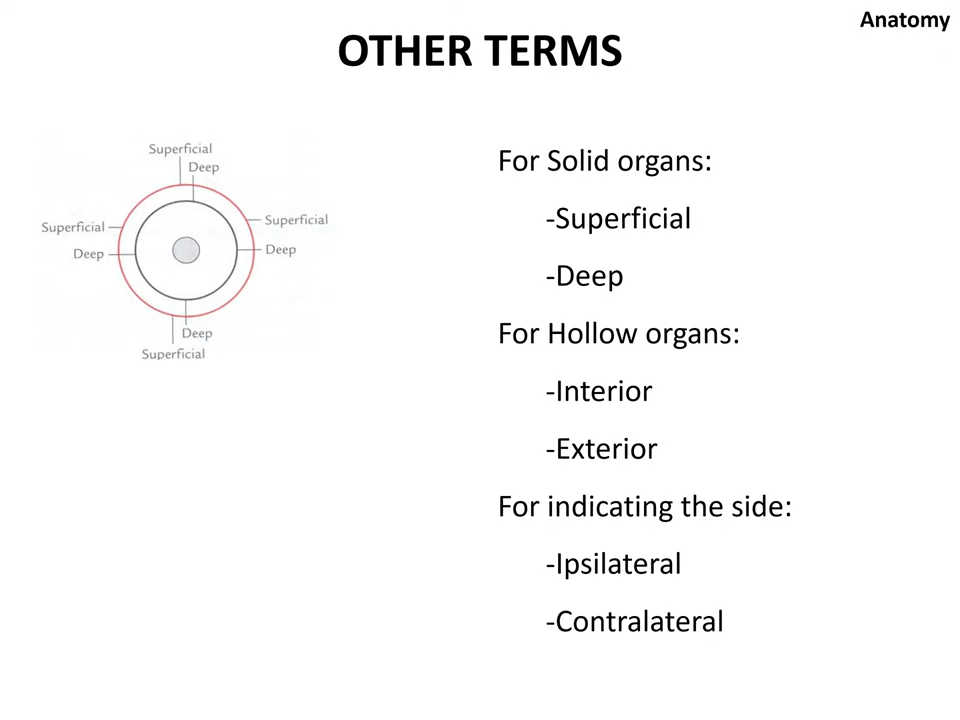 Anatomy
OTHER TERMS
Superficial
Deep
Superficial
Superficial
Deep
Deep
Deep
Superficial
For Solid organs:
-Superficial
-Deep
For Hollow organs:
-Interior
-Exterior
For indicating the side:
-Ipsilateral
-Contralateral